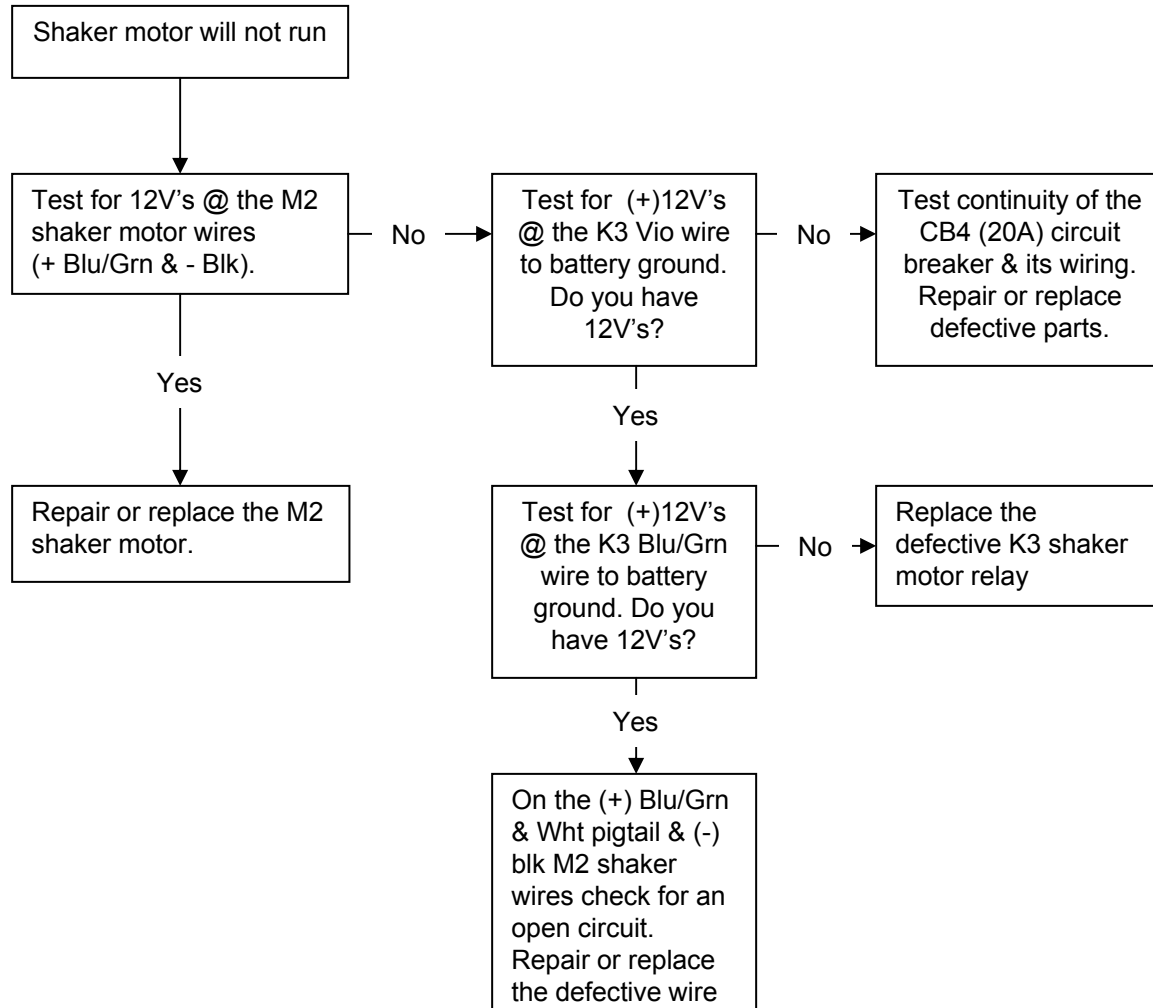 Shaker motor will not run
Test for 12V’s @ the M2
shaker motor wires
(+ Blu/Grn & - Blk).
No
Test for (+)12V’s
@ the K3 Vio wire
to battery ground.
Do you have
12V’s?
No
Test continuity of the
CB4 (20A) circuit
breaker & its wiring.
Repair or replace
defective parts.
Yes
Yes
Repair or replace the M2
shaker motor.
Test for (+)12V’s
@ the K3 Blu/Grn
wire to battery
ground. Do you
have 12V’s?
No
Replace the
defective K3 shaker
motor relay
Yes
On the (+) Blu/Grn
& Wht pigtail & (-)
blk M2 shaker
wires check for an
open circuit.
Repair or replace
the defective wire